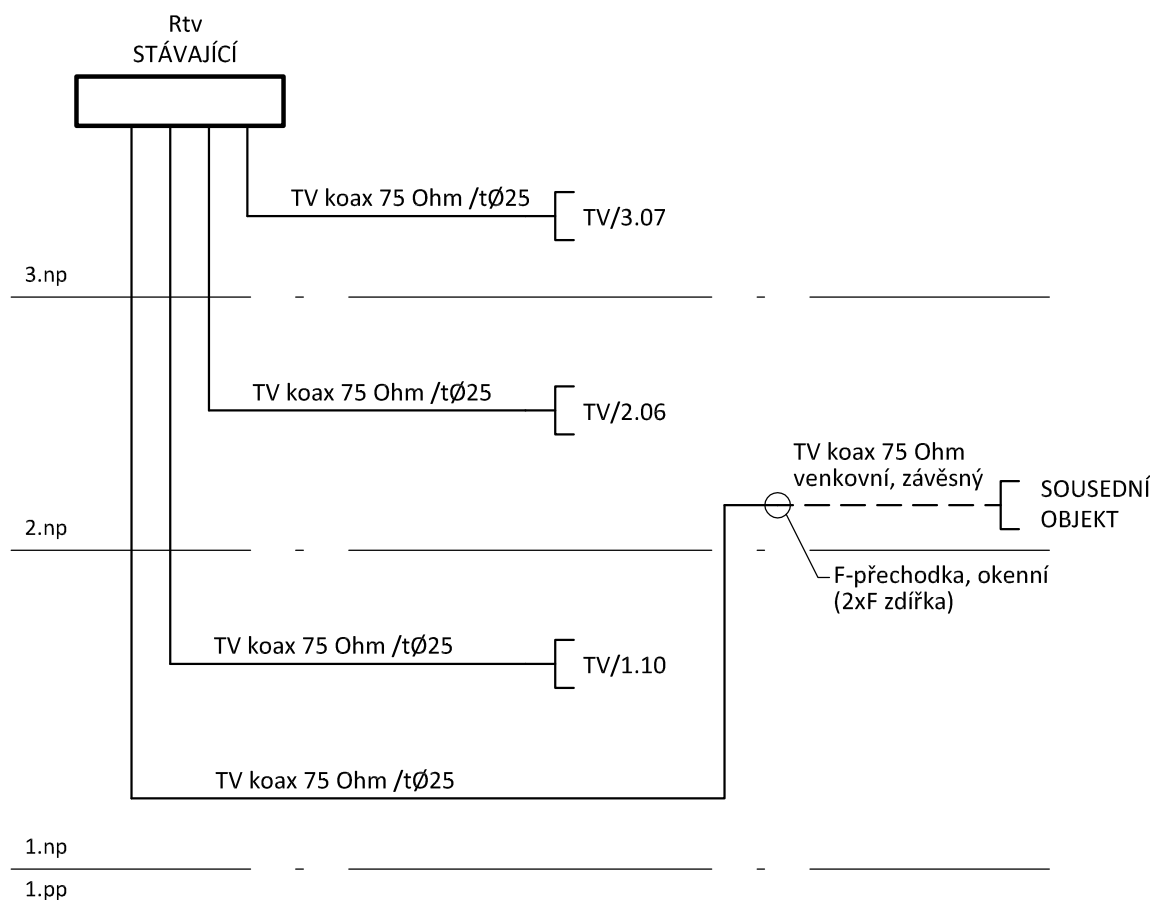 Rtv
STÁVAJÍCÍ
TV koax 75 Ohm /tØ25
TV/3.07
3.np
TV koax 75 Ohm /tØ25
TV/2.06
TV koax 75 Ohm
venkovní, závěsný
SOUSEDNÍ
OBJEKT
2.np
F-přechodka, okenní
(2xF zdířka)
TV koax 75 Ohm /tØ25
TV/1.10
TV koax 75 Ohm /tØ25
1.np
1.pp